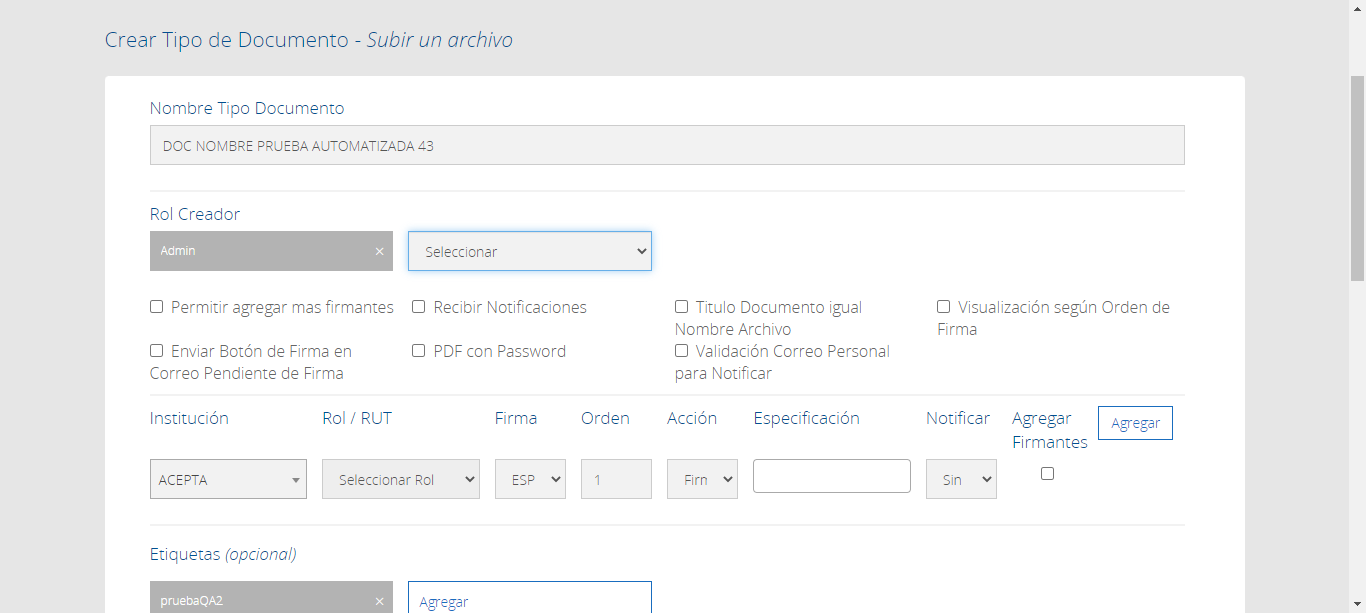 Crear Tipo de Documento - Subir un archivo
Nombre Tipo Documento
DOC NOMBRE PRUEBA AUTOMATIZADA 43
Rol Creador
Admin ×
Seleccionar
Permitir agregar mas firmantes
Recibir Notificaciones
Titulo Documento igual
Nombre Archivo
Visualización según Orden de
Firma
Enviar Botón de Firma en
Correo Pendiente de Firma
PDF con Password
Validación Correo Personal
para Notificar
Institución Rol / RUT Firma Orden Acción Especificación Notificar Agregar
Firmantes
Agregar
ACEPTA Seleccionar Rol ESP 1 Firn Sin
Etiquetas (opcional)
pruebaQA2 ×
Agregar